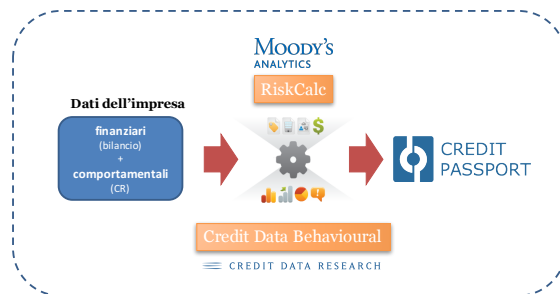 MOODY'S
ANALYTICS
RiskCalc
Dati dell'impresa
finanziari
(bilancio)
+
comportamentali
(CR)
CREDIT
PASSPORT
Credit Data Behavioural
CREDIT DATA RESEARCH